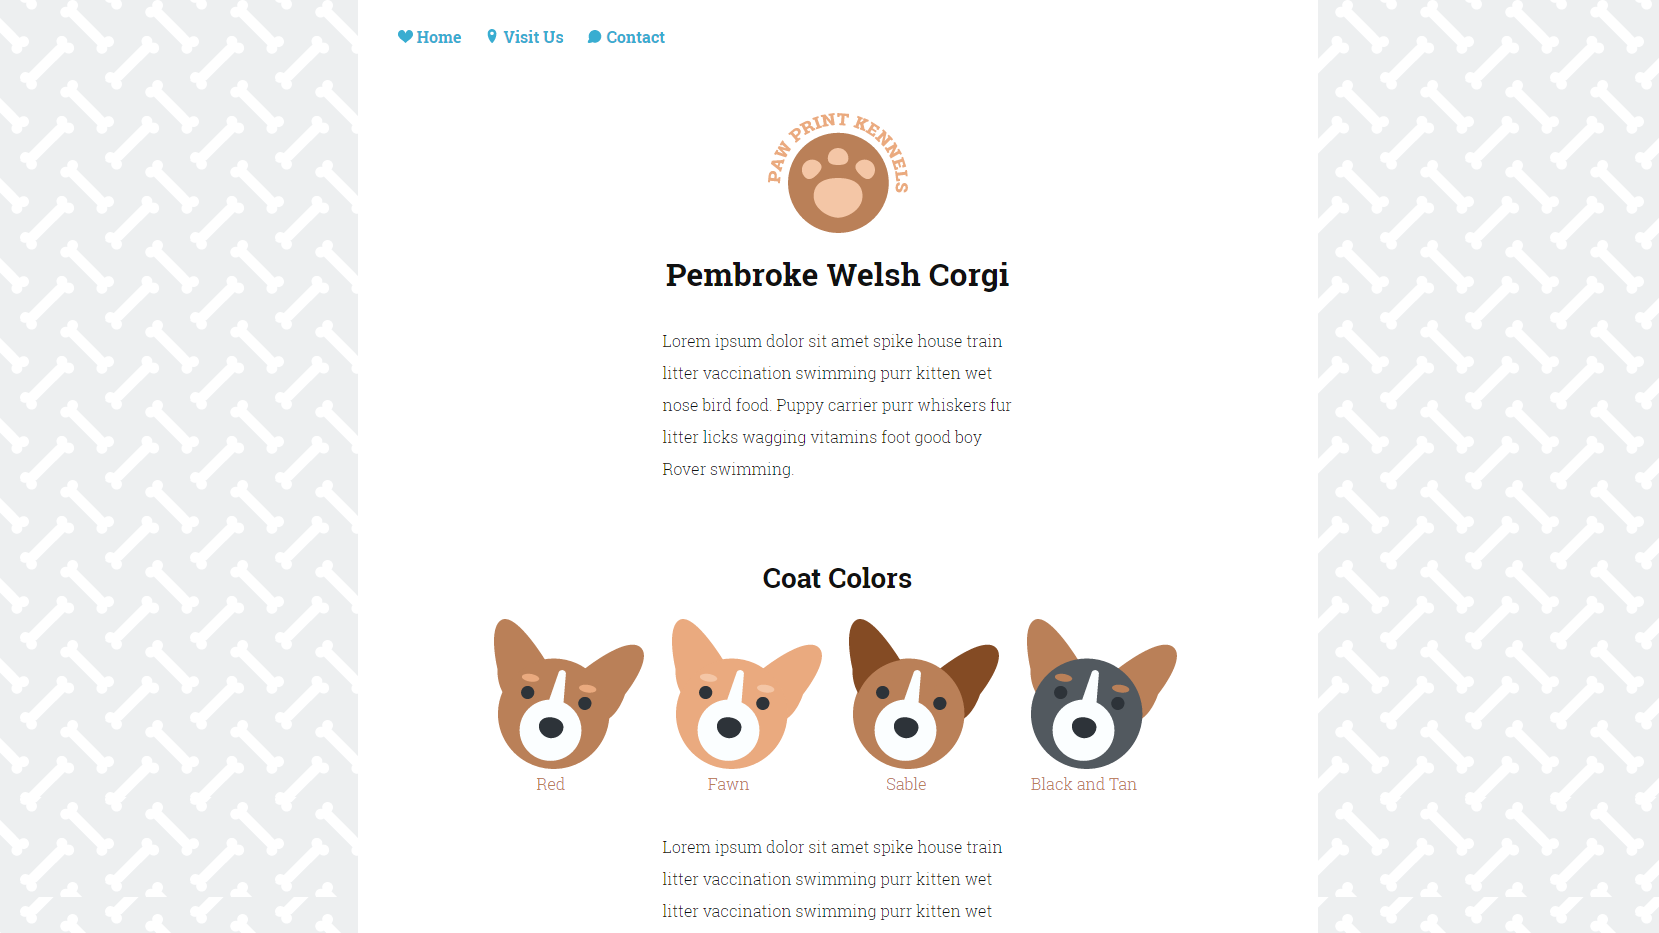 Home Visit Us Contact
PAW PRINT KENNELS
Pembroke Welsh Corgi
Lorem ipsum dolor sit amet spike house train
litter vaccination swimming purr kitten wet
nose bird food. Puppy carrier purr whiskers fur
litter licks wagging vitamins foot good boy
Rover swimming.
Coat Colors
Red Fawn Sable Black and Tan
Lorem ipsum dolor sit amet spike house train
litter vaccination swimming purr kitten wet
litter vaccination swimming purr kitten wet